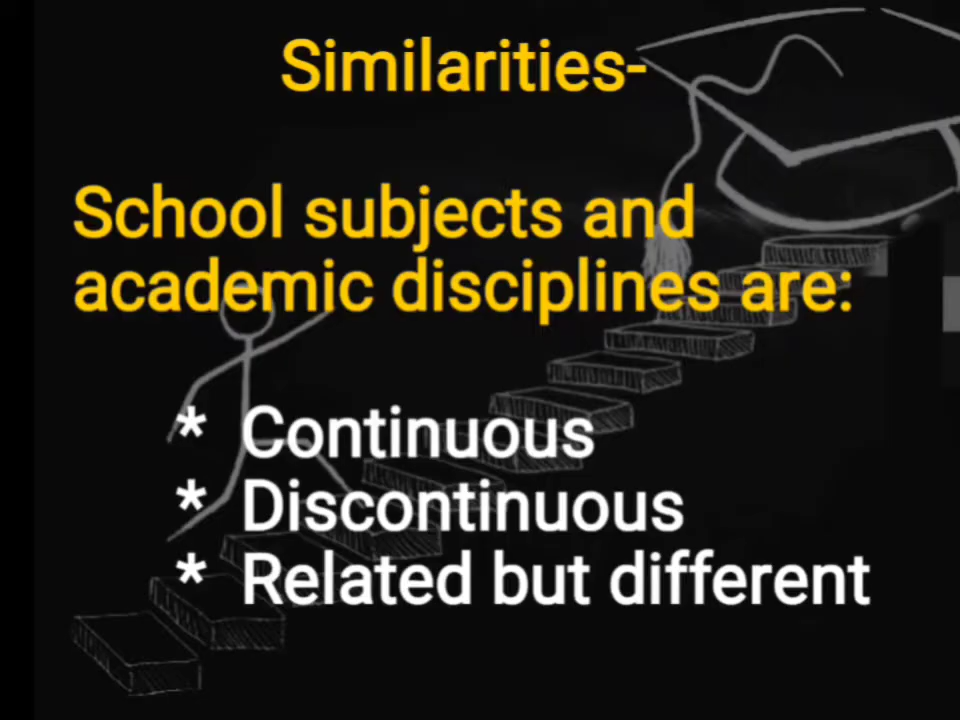 Similarities-
School subjects and
academic disciplines are:
* Continuous
* Discontinuous
* Related but different